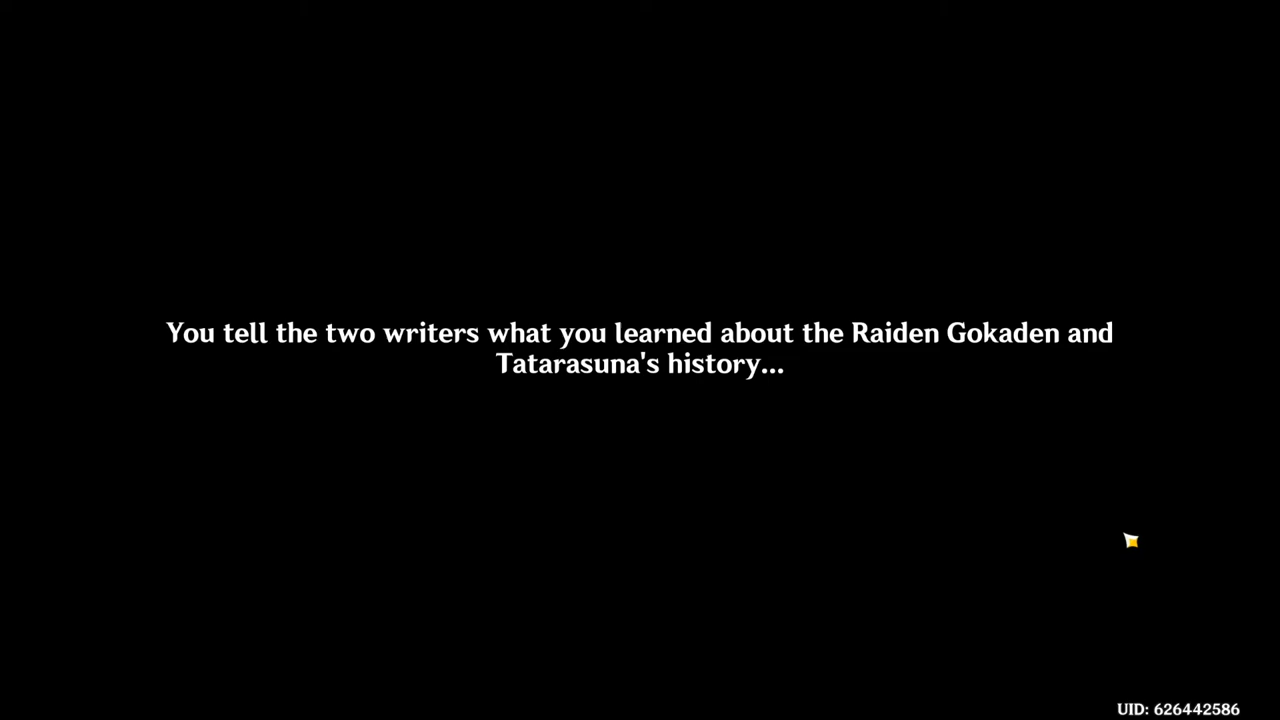 You tell the two writers what you learned about the Raiden Gokaden and
Tatarasuna's history...
UID: 626442586